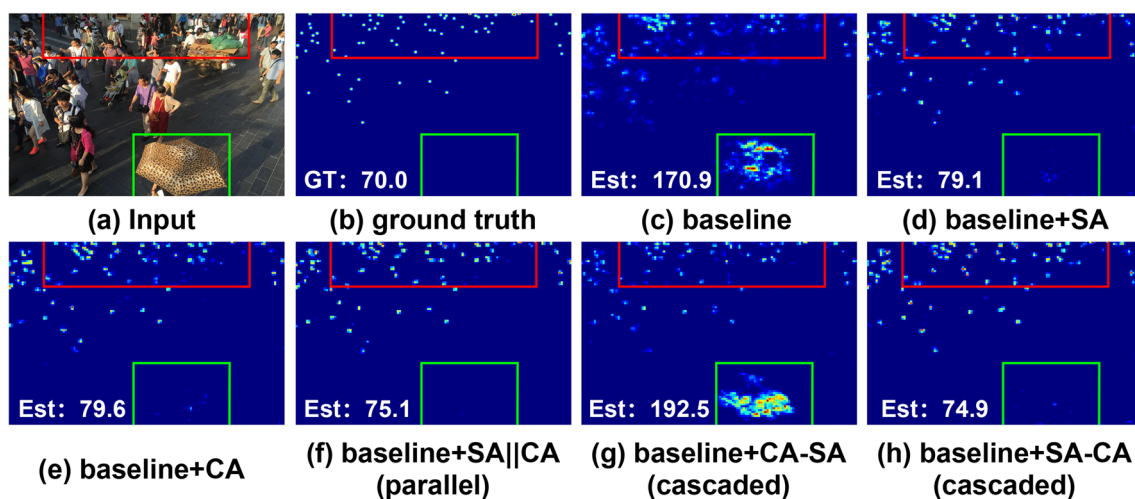 GT: 70.0
Est: 170.9
Est: 79.1
(a) Input
(b) ground truth
(c) baseline
(d) baseline+SA
Est: 79.6
Est: 75.1
Est: 192.5
Est: 74.9
(e) baseline+CA
(f) baseline+SA||CA
(parallel)
(g) baseline+CA-SA
(cascaded)
(h) baseline+SA-CA
(cascaded)